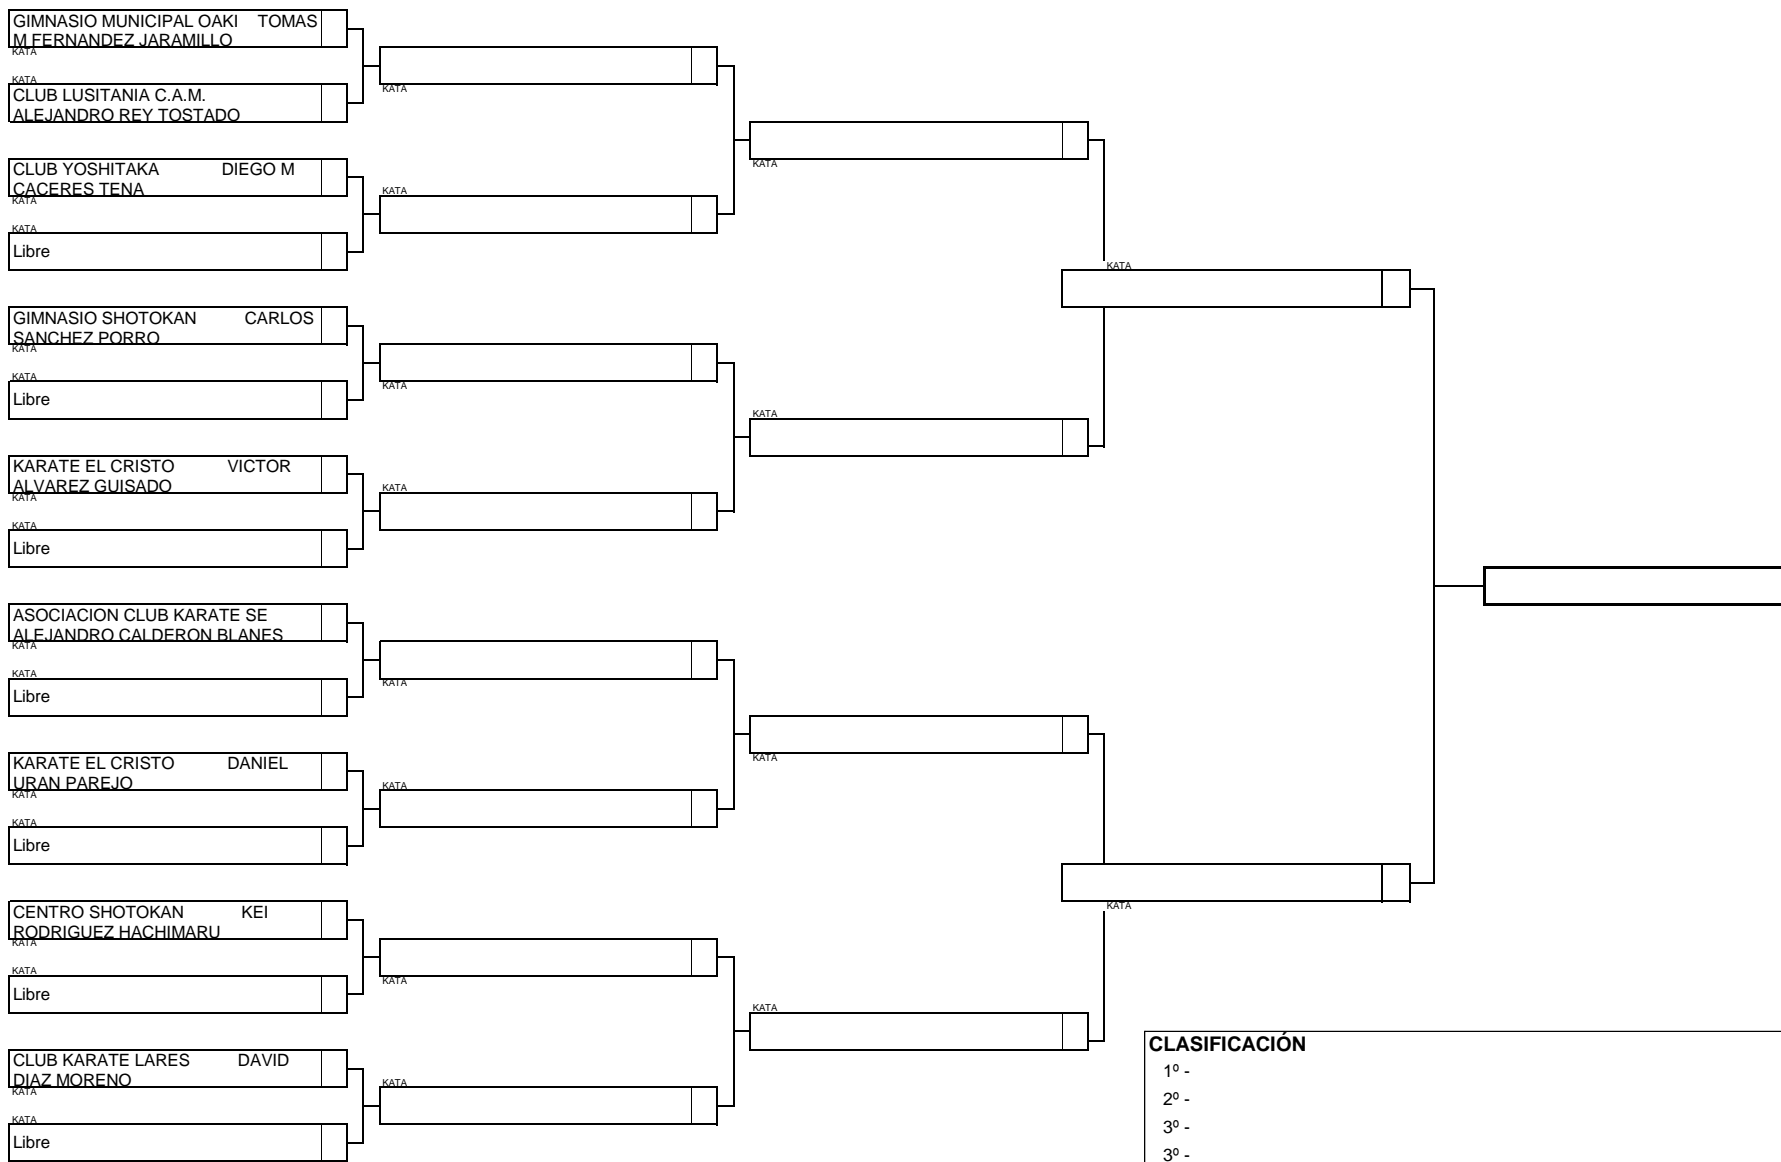 GIMNASIO MUNICIPAL OAKI TOMAS
M FERNANDEZ JARAMILLO
KATA
KATA
CLUB LUSITANIA C.A.M.
ALEJANDRO REY TOSTADO
CLUB YOSHITAKA DIEGO M
CACERES TENA
KATA
KATA
Libre
GIMNASIO SHOTOKAN CARLOS
SANCHEZ PORRO
KATA
KATA
Libre
KARATE EL CRISTO VICTOR
ALVAREZ GUISADO
KATA
KATA
Libre
ASOCIACION CLUB KARATE SE
ALEJANDRO CALDERON BLANES
KATA
KATA
Libre
KARATE EL CRISTO DANIEL
URAN PAREJO
KATA
KATA
Libre
CENTRO SHOTOKAN KEI
RODRIGUEZ HACHIMARU
KATA
KATA
Libre
CLUB KARATE LARES DAVID
DIAZ MORENO
KATA
KATA
Libre
KATA
KATA
KATA
KATA
KATA
KATA
KATA
KATA
KATA
KATA
KATA
KATA
KATA
KATA
CLASIFICACIÓN
1º -
2º -
3º -
3º -